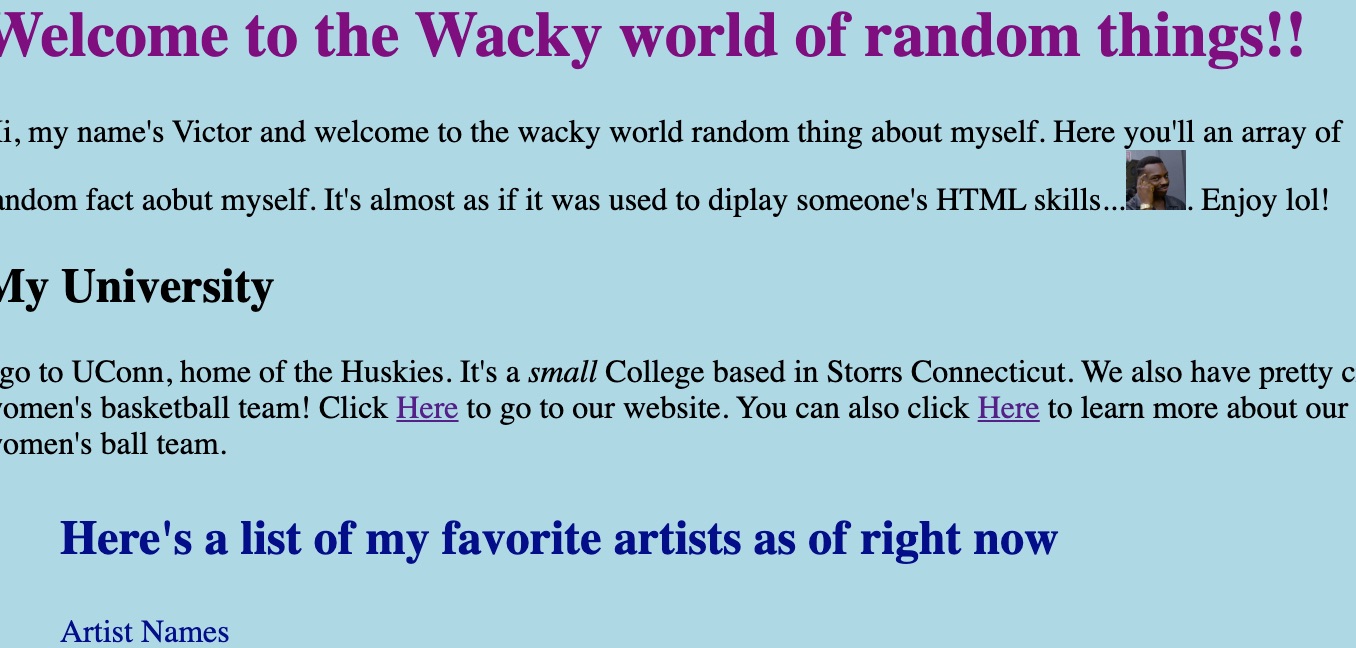 Welcome to the Wacky world of random things!!
Hi, my name's Victor and welcome to the wacky world random thing about myself. Here you'll an array of
random fact aobut myself. It's almost as if it was used to diplay someone's HTML skills.... Enjoy lol!
My University
go to UConn, home of the Huskies. It's a small College based in Storrs Connecticut. We also have pretty
women's basketball team! Click Here to go to our website. You can also click Here to learn more about our
women's ball team.
Here's a list of my favorite artists as of right now
Artist Names